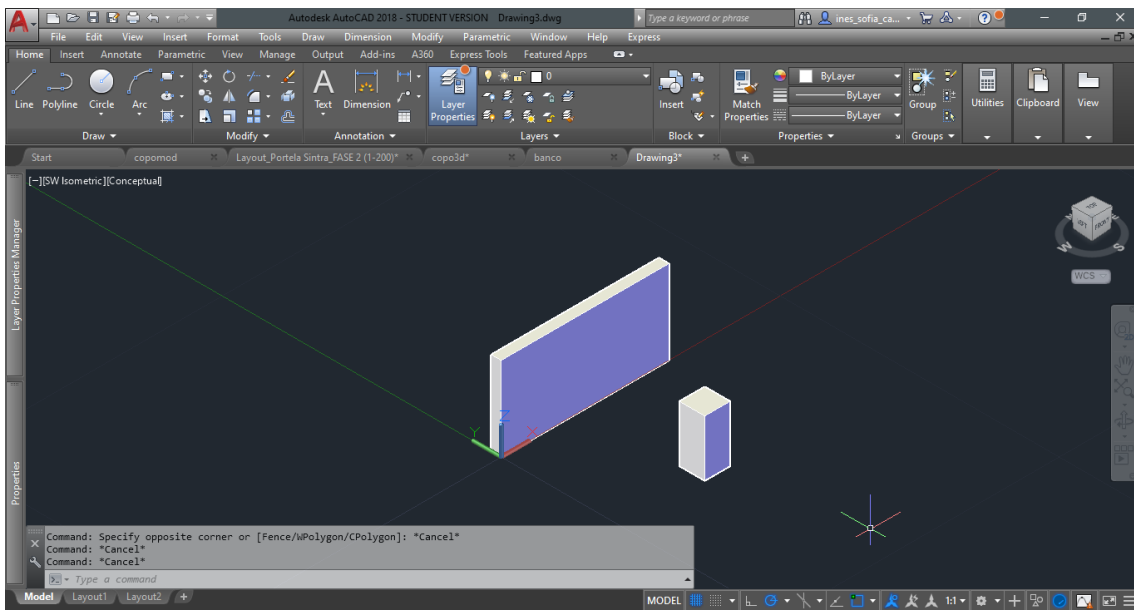 Autodesk AutoCAD 2018 - STUDENT VERSION Drawing3.dwg
Type a keyword or phrase
ines_sofia_ca...
File Edit View Insert Format Tools Draw Dimension Modify Parametric Window Help Express
Home Insert Annotate Parametric View Manage Output Add-ins A360 Express Tools Featured Apps
0
ByLayer
Line Polyline Circle Arc
Text Dimension
Layer Properties
Insert
Match Properties
ByLayer
ByLayer
Group
Utilities Clipboard View
Draw Modify Annotation Layers Block Properties Groups
Start copomod Layout_Portela Sintra_FASE 2 (1-200)* copo3d* banco Drawing3*
[−][SW Isometric][Conceptual]
Layer Properties Manager
TOP
FRONT
W S
WCS
Z
Y X
Properties
Command: Specify opposite corner or [Fence/WPolygon/CPolygon]: *Cancel*
Command: *Cancel*
Command: *Cancel*
Type a command
Model Layout1 Layout2 +
MODEL 1:1